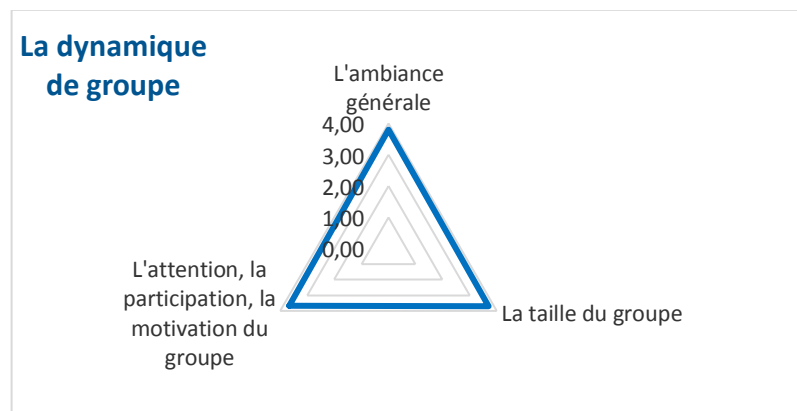 La dynamique
de groupe
L'ambiance
générale
4,00
3,00
2,00
1,00
0,00
L'attention, la
participation, la
motivation du
groupe
La taille du groupe